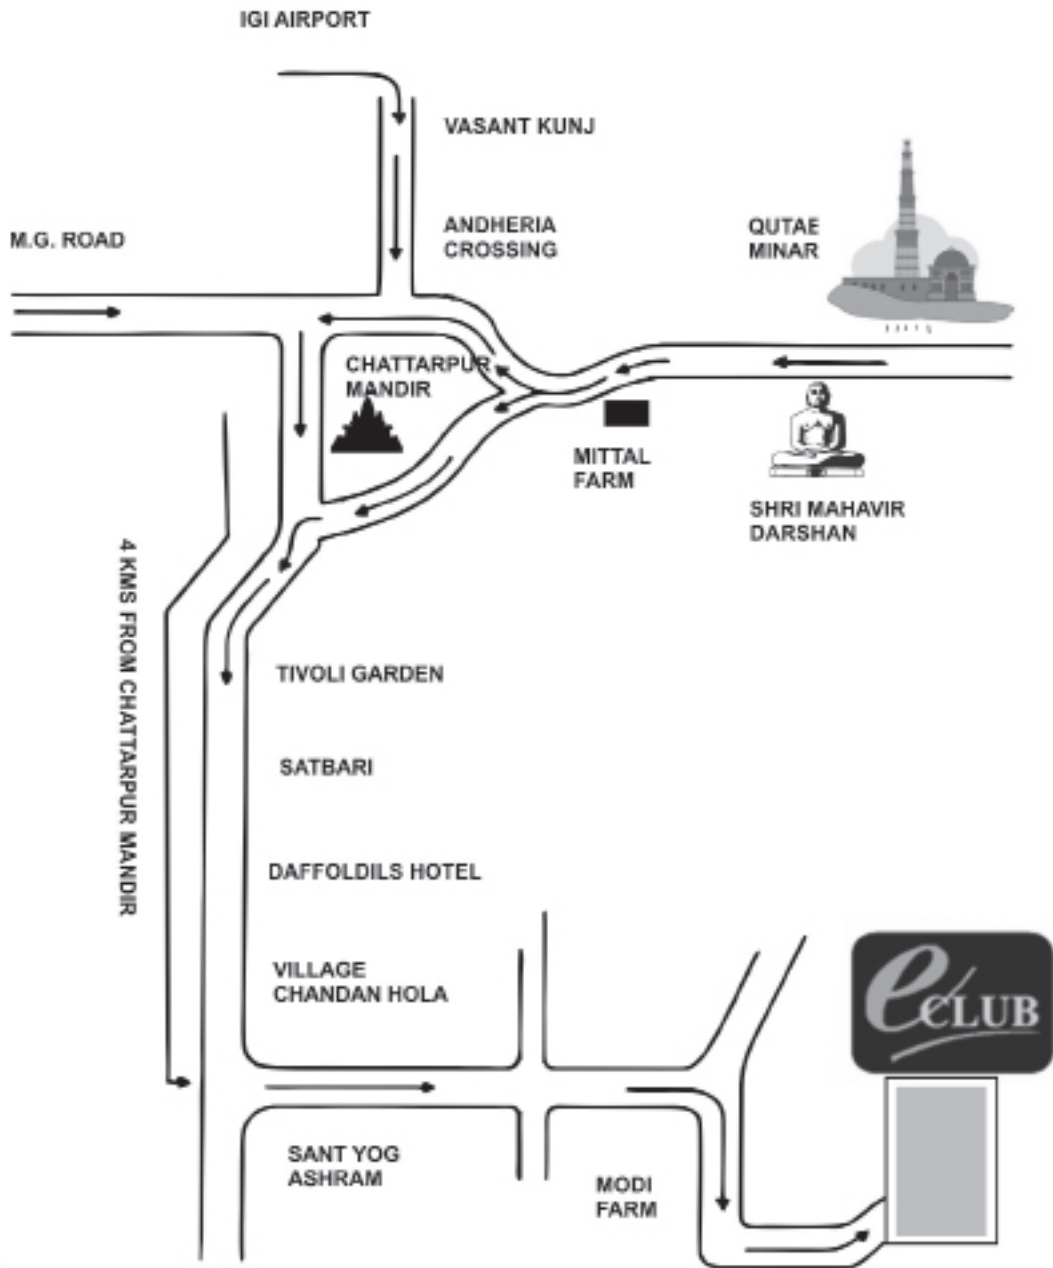 IGI AIRPORT
VASANT KUNJ
M.G. ROAD
ANDHERIA
CROSSING
QUTAE
MINAR
CHATTARPUR
MANDIR
MITTAL
FARM
SHRI MAHAVIR
DARSHAN
4 KMS FROM CHATTARPUR MANDIR
TIVOLI GARDEN
SATBARI
DAFFOLDILS HOTEL
VILLAGE
CHANDAN HOLA
e CLUB
SANT YOG
ASHRAM
MODI
FARM